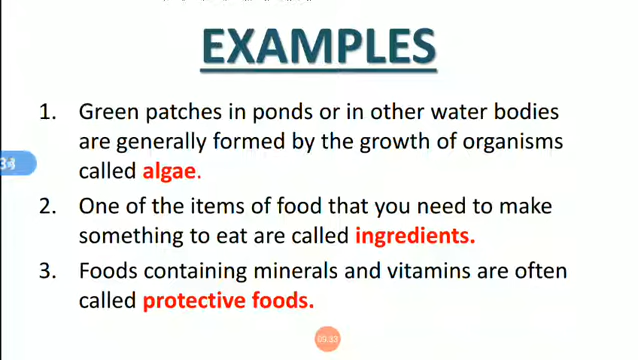 EXAMPLES
1. Green patches in ponds or in other water bodies
are generally formed by the growth of organisms
called algae.
2. One of the items of food that you need to make
something to eat are called ingredients.
3. Foods containing minerals and vitamins are often
called protective foods.